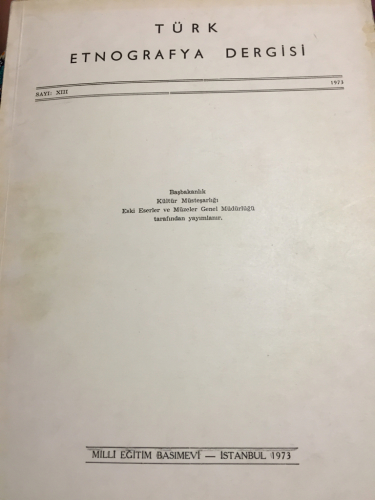 TÜRK
ETNOGRAFYA DERGİSİ
SAYI: XIII 1973
Başbakanlık
Kültür Müsteşarlığı
Eski Eserler ve Müzeler Genel Müdürlüğü
tarafından yayımlanır.
MİLLİ EĞİTİM BASIMEVİ — İSTANBUL 1973